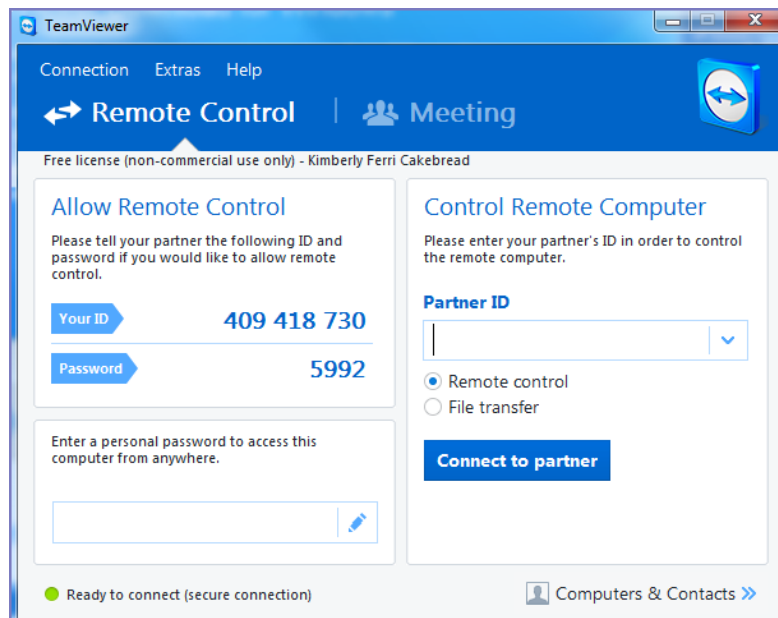 TeamViewer
Connection Extras Help
Remote Control Meeting
Free license (non-commercial use only) - Kimberly Ferri Cakebread
Allow Remote Control
Please tell your partner the following ID and
password if you would like to allow remote
control.
Your ID 409 418 730
Password 5992
Enter a personal password to access this
computer from anywhere.
Control Remote Computer
Please enter your partner's ID in order to control
the remote computer.
Partner ID
Remote control
File transfer
Connect to partner
Ready to connect (secure connection)
Computers & Contacts